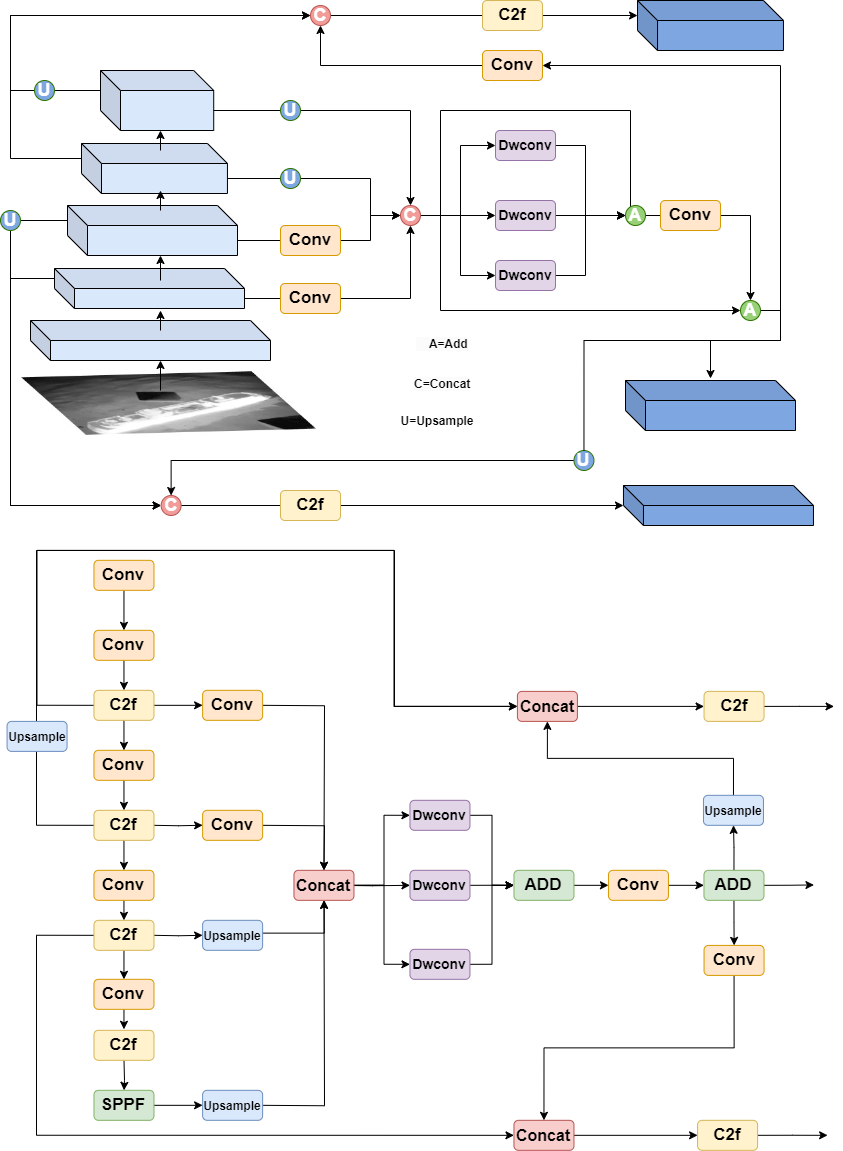 C
C2f
Conv
U
U
U
Dwconv
U
C
Dwconv
A
Conv
Conv
Dwconv
Conv
A
A=Add
C=Concat
U=Upsample
U
C
C2f
Conv
Conv
C2f
Conv
Concat
C2f
Upsample
Conv
Upsample
Dwconv
C2f
Conv
Conv
Concat
Dwconv
ADD
Conv
ADD
C2f
Upsample
Conv
Dwconv
Conv
C2f
SPPF
Upsample
Concat
C2f